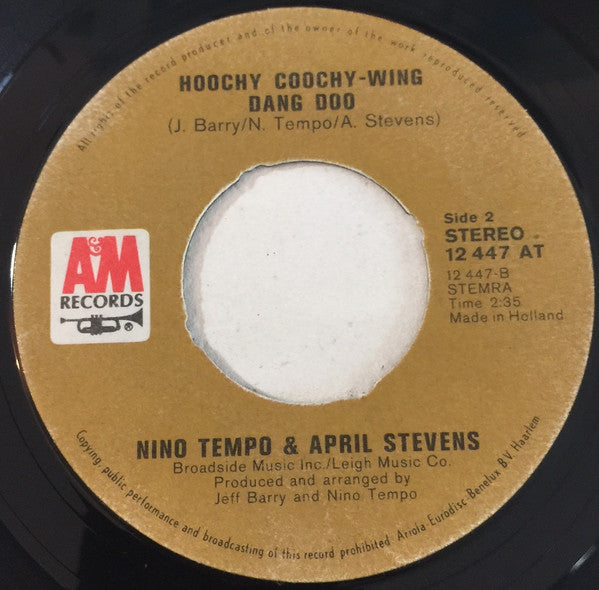 All rights of the record producer and of the owner of the work reproduced reserved
HOOCHY COOCHY-WING
DANG DOO
(J. Barry/N. Tempo/A. Stevens)
A&M
RECORDS
®
Side 2
STEREO
12 447 AT
12 447-B
STEMRA
Time 2:35
Made in Holland
NINO TEMPO & APRIL STEVENS
Broadside Music Inc./Leigh Music Co.
Produced and arranged by
Jeff Barry and Nino Tempo
Copying, public performance and broadcasting of this record prohibited. Ariola Eurodisc Benelux B.V. Haarlem